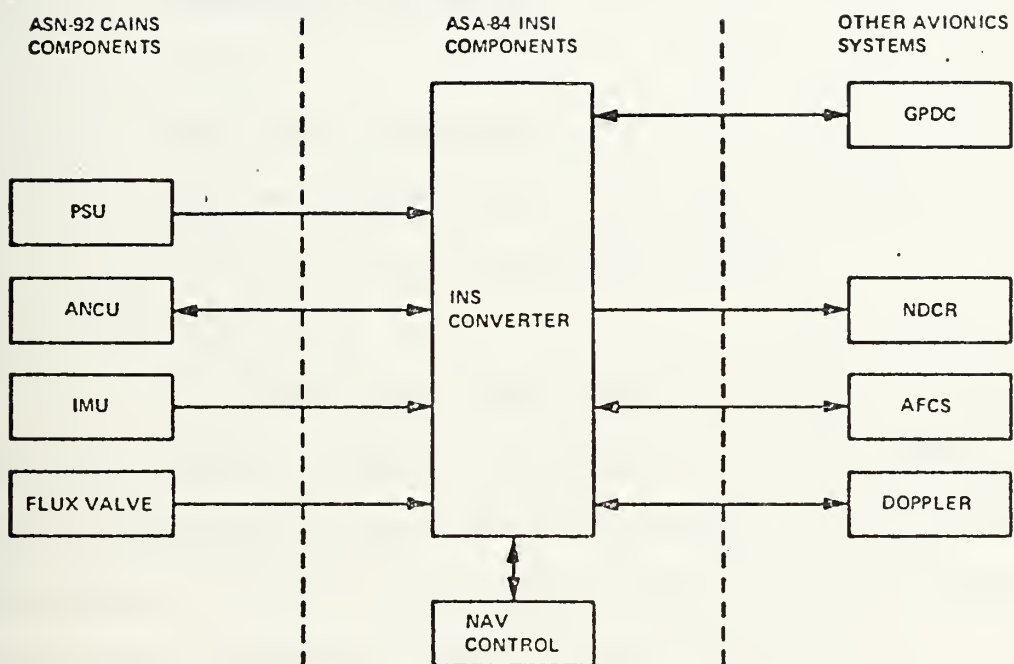 ASN-92 CAINS
COMPONENTS
ASA-84 INSI
COMPONENTS
OTHER AVIONICS
SYSTEMS
GPDC
PSU
ANCU
INS
CONVERTER
NDCR
IMU
AFCS
FLUX VALVE
DOPPLER
NAV
CONTROL